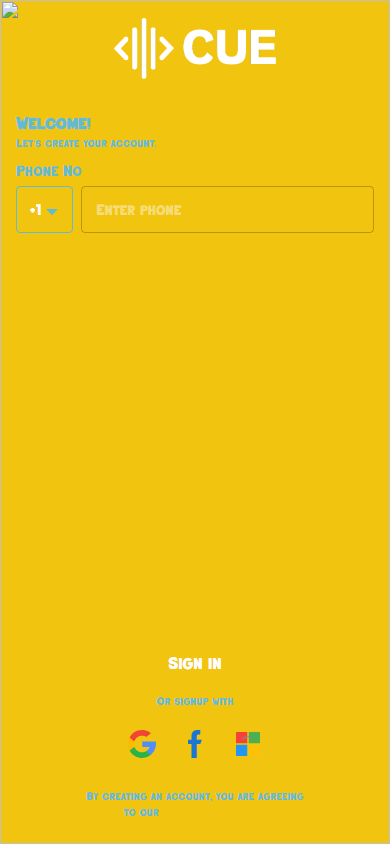 CUE
Welcome!
Let's create your account
Phone No
+1
Enter phone
Sign in
Or signup with
By creating an account, you are agreeing
to our